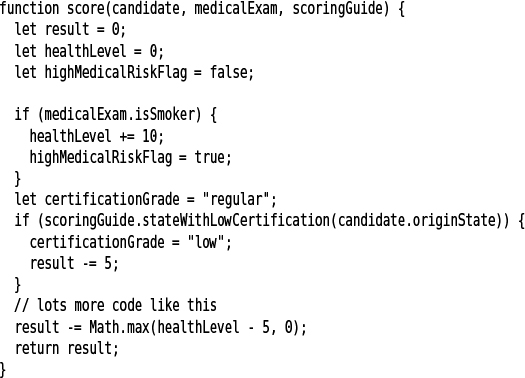 function score(candidate, medicalExam, scoringGuide) {
  let result = 0;
  let healthLevel = 0;
  let highMedicalRiskFlag = false;

  if (medicalExam.isSmoker) {
    healthLevel += 10;
    highMedicalRiskFlag = true;
  }
  let certificationGrade = "regular";
  if (scoringGuide.stateWithLowCertification(candidate.originState)) {
    certificationGrade = "low";
    result -= 5;
  }
  // lots more code like this
  result -= Math.max(healthLevel - 5, 0);
  return result;
}